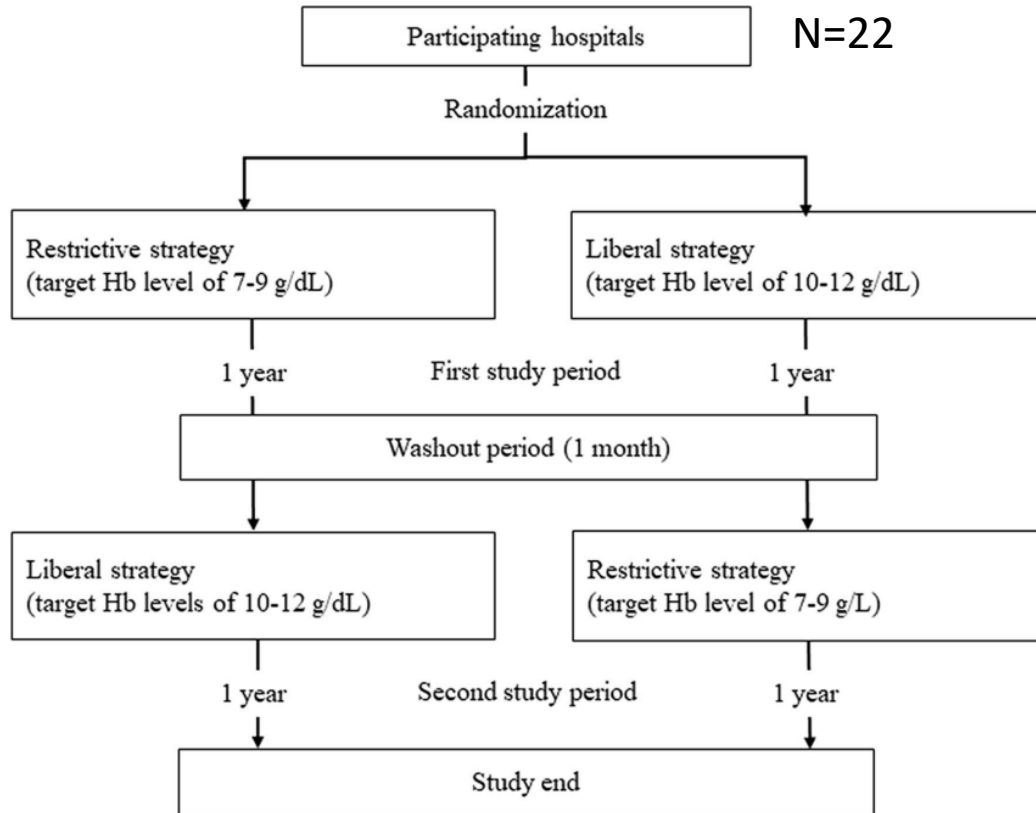 Participating hospitals
N=22
Randomization
Restrictive strategy
(target Hb level of 7-9 g/dL)
Liberal strategy
(target Hb level of 10-12 g/dL)
1 year
First study period
1 year
Washout period (1 month)
Liberal strategy
(target Hb levels of 10-12 g/dL)
Restrictive strategy
(target Hb level of 7-9 g/L)
1 year
Second study period
1 year
Study end